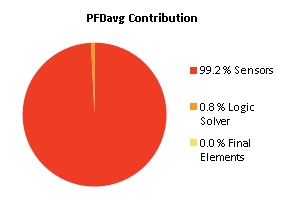 PFDavg Contribution
99.2 % Sensors
0.8 % Logic
Solver
0.0 % Final
Elements